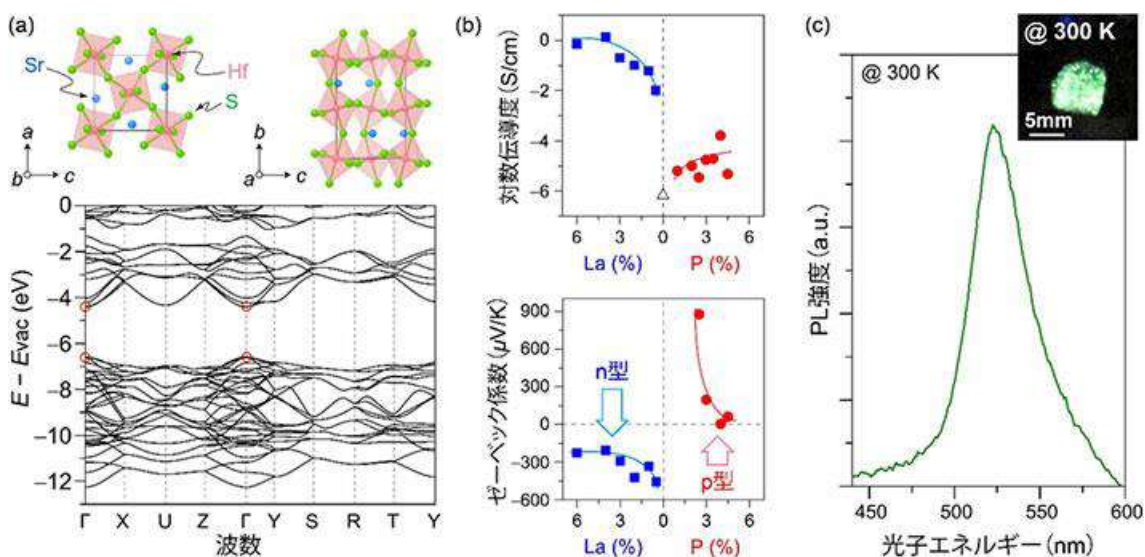 (a)
Sr
Hf
S
a
b
c
b
a
c
E − Evac (eV)
0
−2
−4
−6
−8
−10
−12
Γ X U Z Γ Y S R T Y
波数
(b)
対数伝導度 (S/cm)
0
−2
−4
−6
6 3 0 3 6
La (%) P (%)
ゼーベック係数 (μV/K)
900
600
300
0
−300
−600
n型
p型
6 3 0 3 6
La (%) P (%)
(c)
@ 300 K
@ 300 K
5mm
PL強度 (a.u.)
450 500 550 600
光子エネルギー (nm)